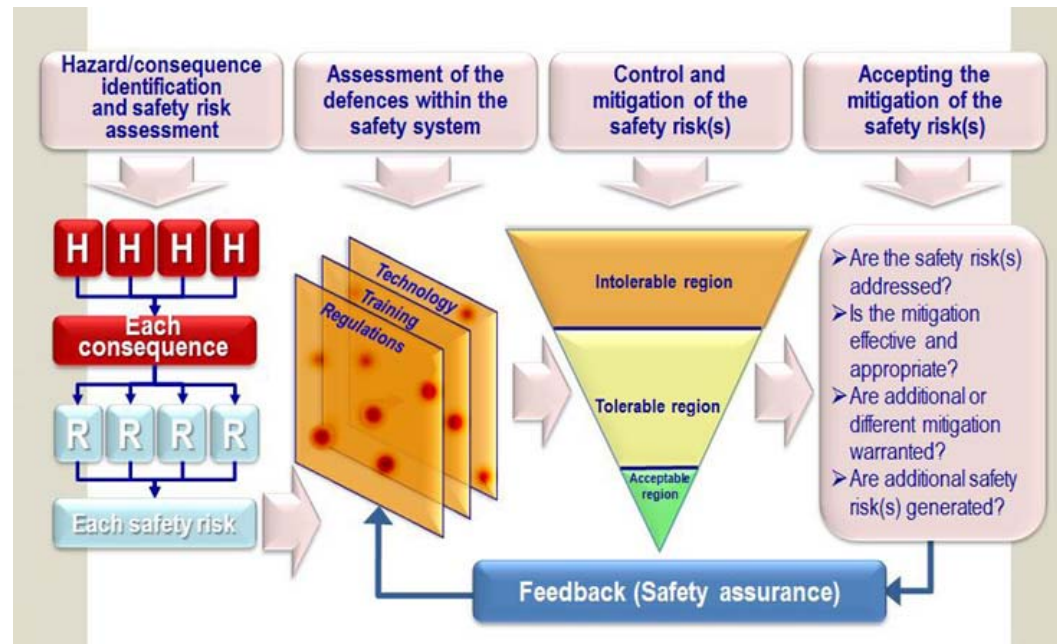 Hazard/consequence
identification
and safety risk
assessment
Assessment of the
defences within the
safety system
Control and
mitigation of the
safety risk(s)
Accepting the
mitigation of the
safety risk(s)
H H H H
Each
consequence
R R R R
Each safety risk
Technology
Training
Regulations
Intolerable region
Tolerable region
Acceptable
region
➢Are the safety risk(s)
addressed?
➢Is the mitigation
effective and
appropriate?
➢Are additional or
different mitigation
warranted?
➢Are additional safety
risk(s) generated?
Feedback (Safety assurance)